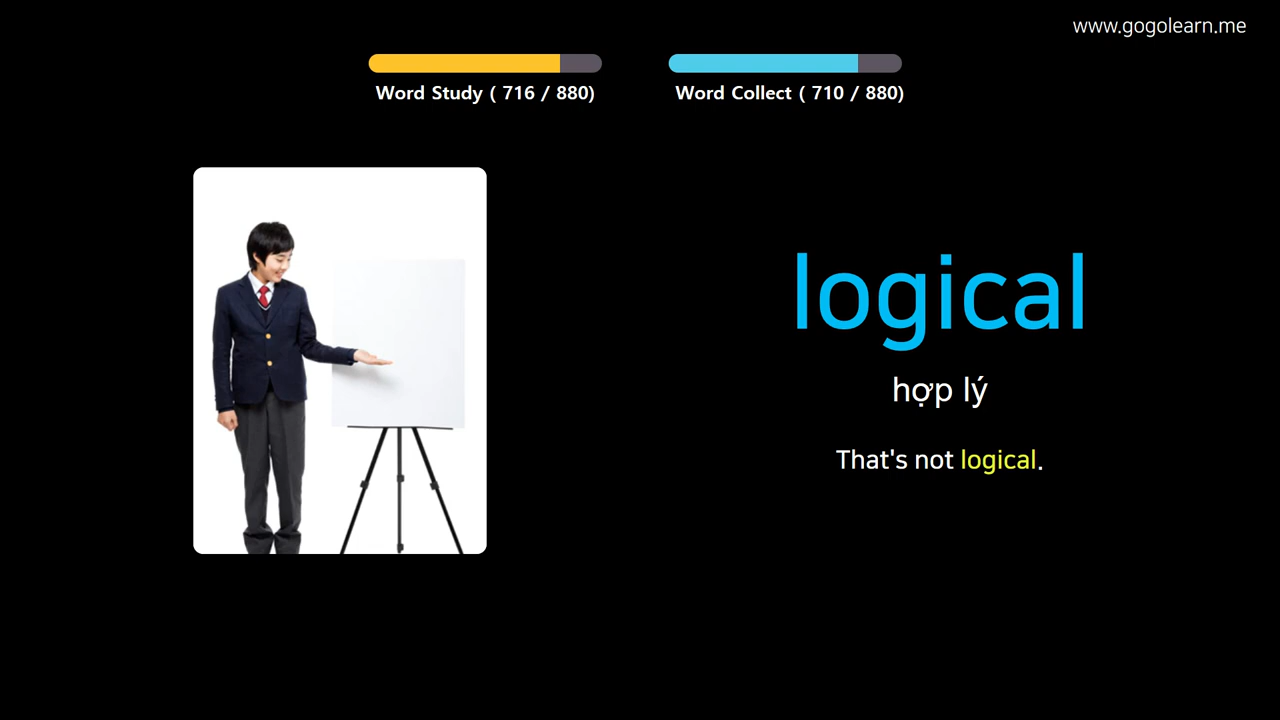 www.gogolearn.me
Word Study ( 716 / 880)
Word Collect ( 710 / 880)
logical
hợp lý
That's not logical.